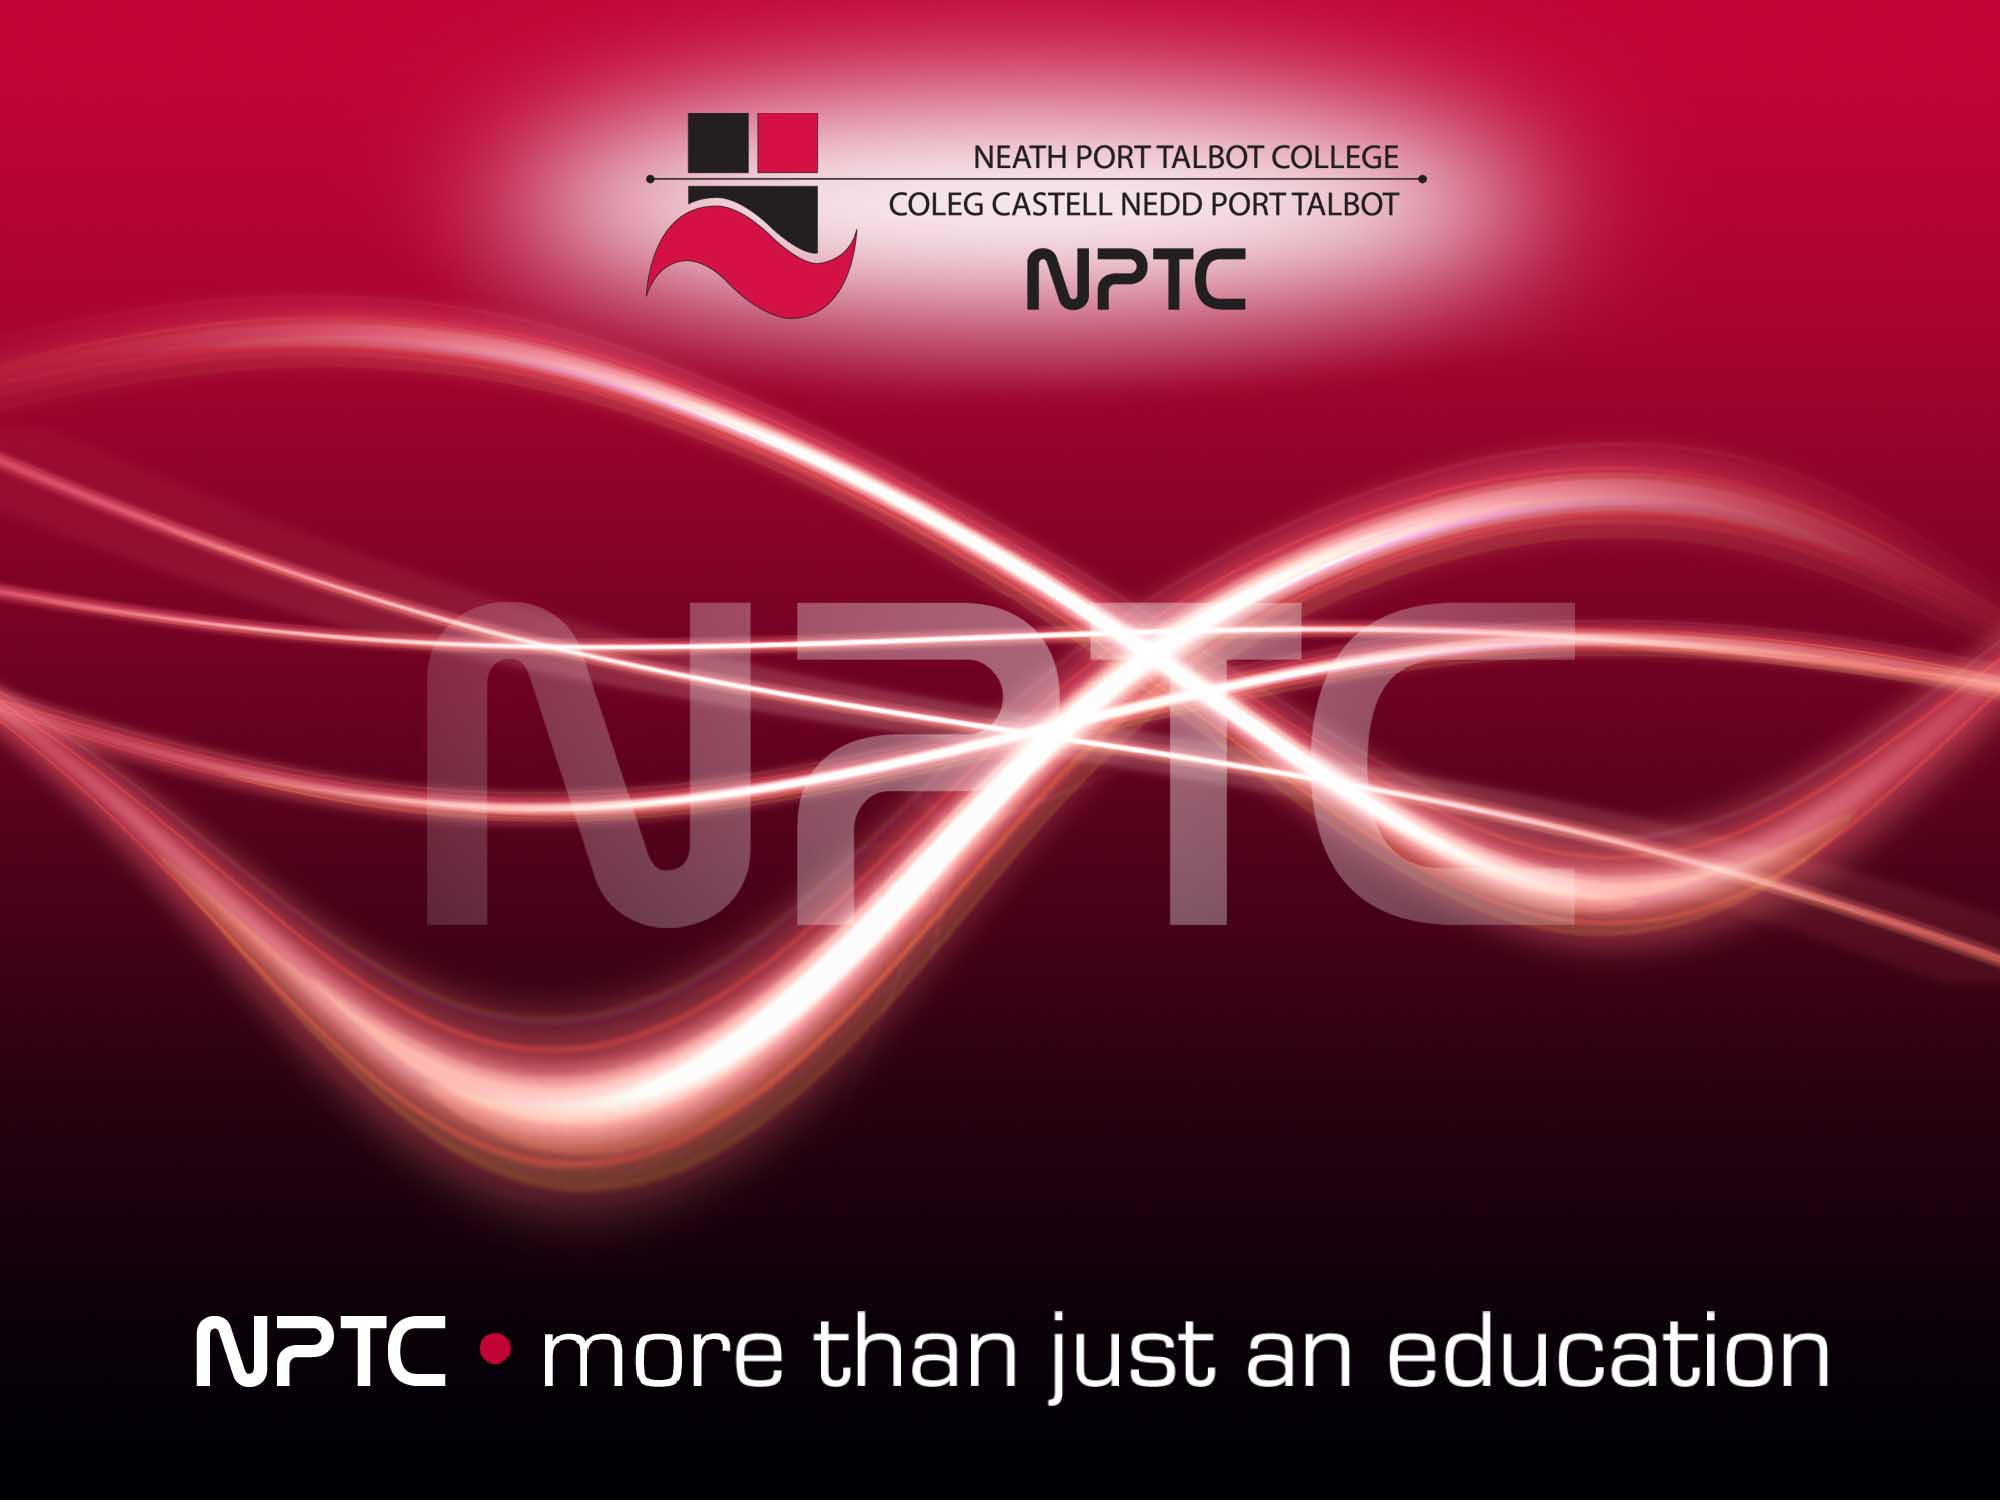 NEATH PORT TALBOT COLLEGE
COLEG CASTELL NEDD PORT TALBOT
NPTC
NPTC
NPTC • more than just an education